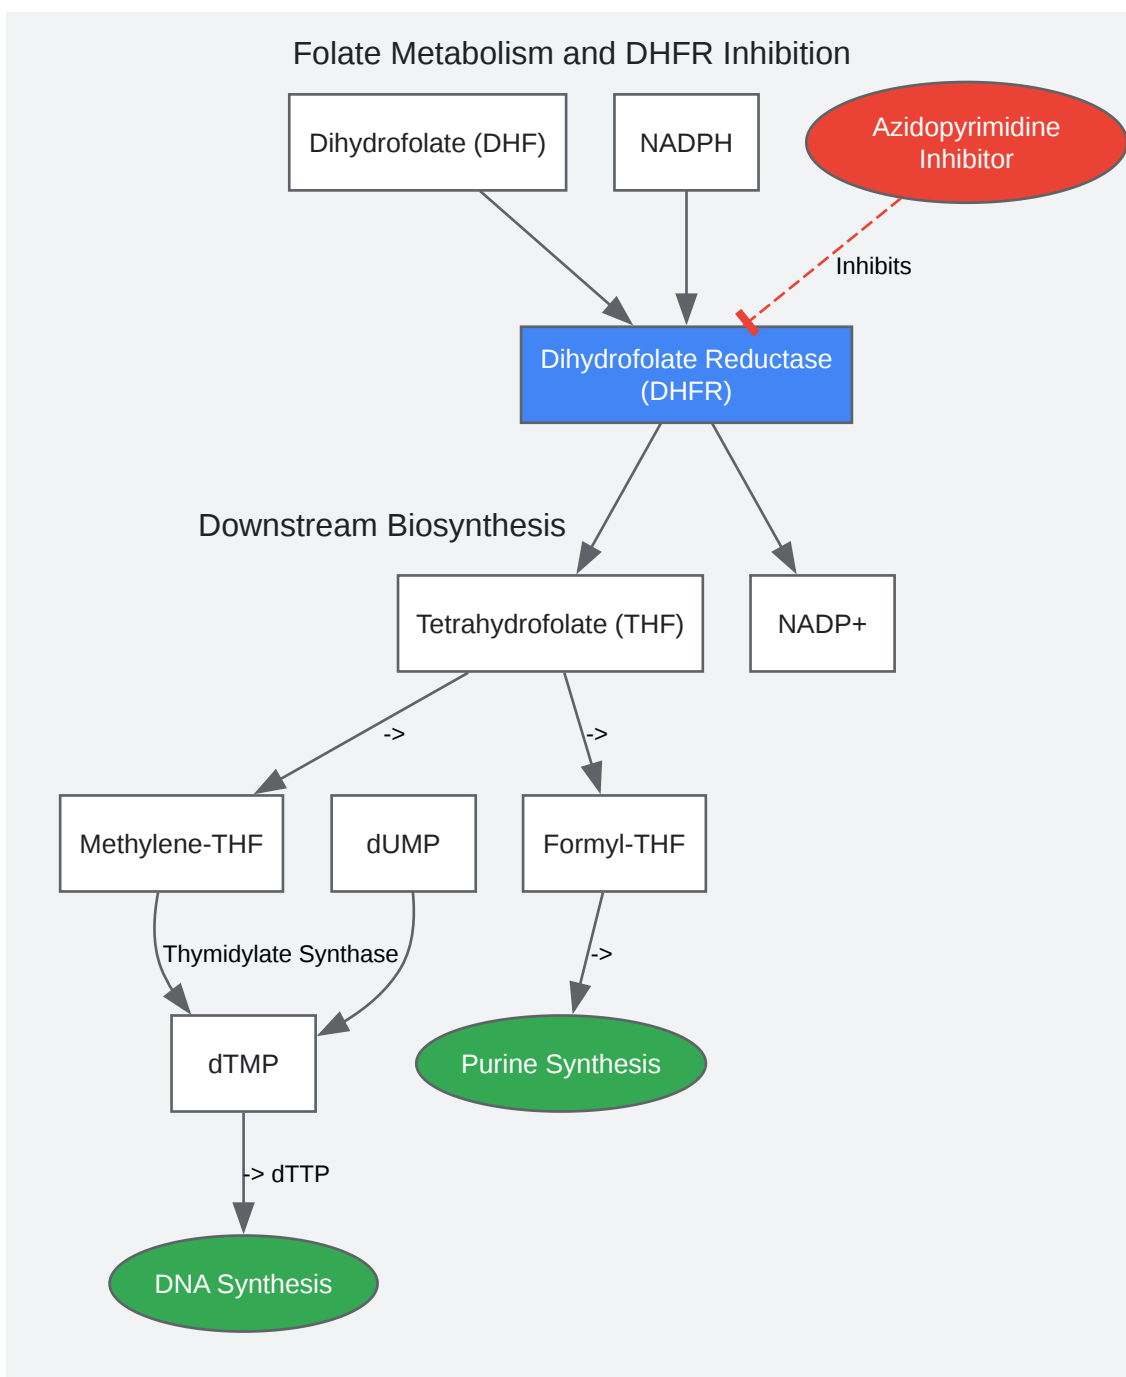 Folate Metabolism and DHFR Inhibition
Dihydrofolate (DHF)
NADPH
Azidopyrimidine
Inhibitor
Inhibits
Dihydrofolate Reductase
(DHFR)
Downstream Biosynthesis
Tetrahydrofolate (THF)
NADP+
->
->
Methylene-THF
dUMP
Formyl-THF
Thymidylate Synthase
->
dTMP
Purine Synthesis
-> dTTP
DNA Synthesis